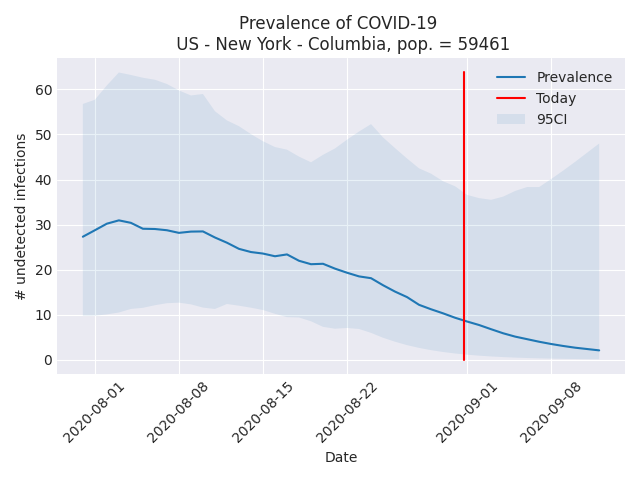 Prevalence of COVID-19
US - New York - Columbia, pop. = 59461
Prevalence
Today
95CI
# undetected infections
60
50
40
30
20
10
0
2020-08-01
2020-08-08
2020-08-15
2020-08-22
2020-09-01
2020-09-08
Date